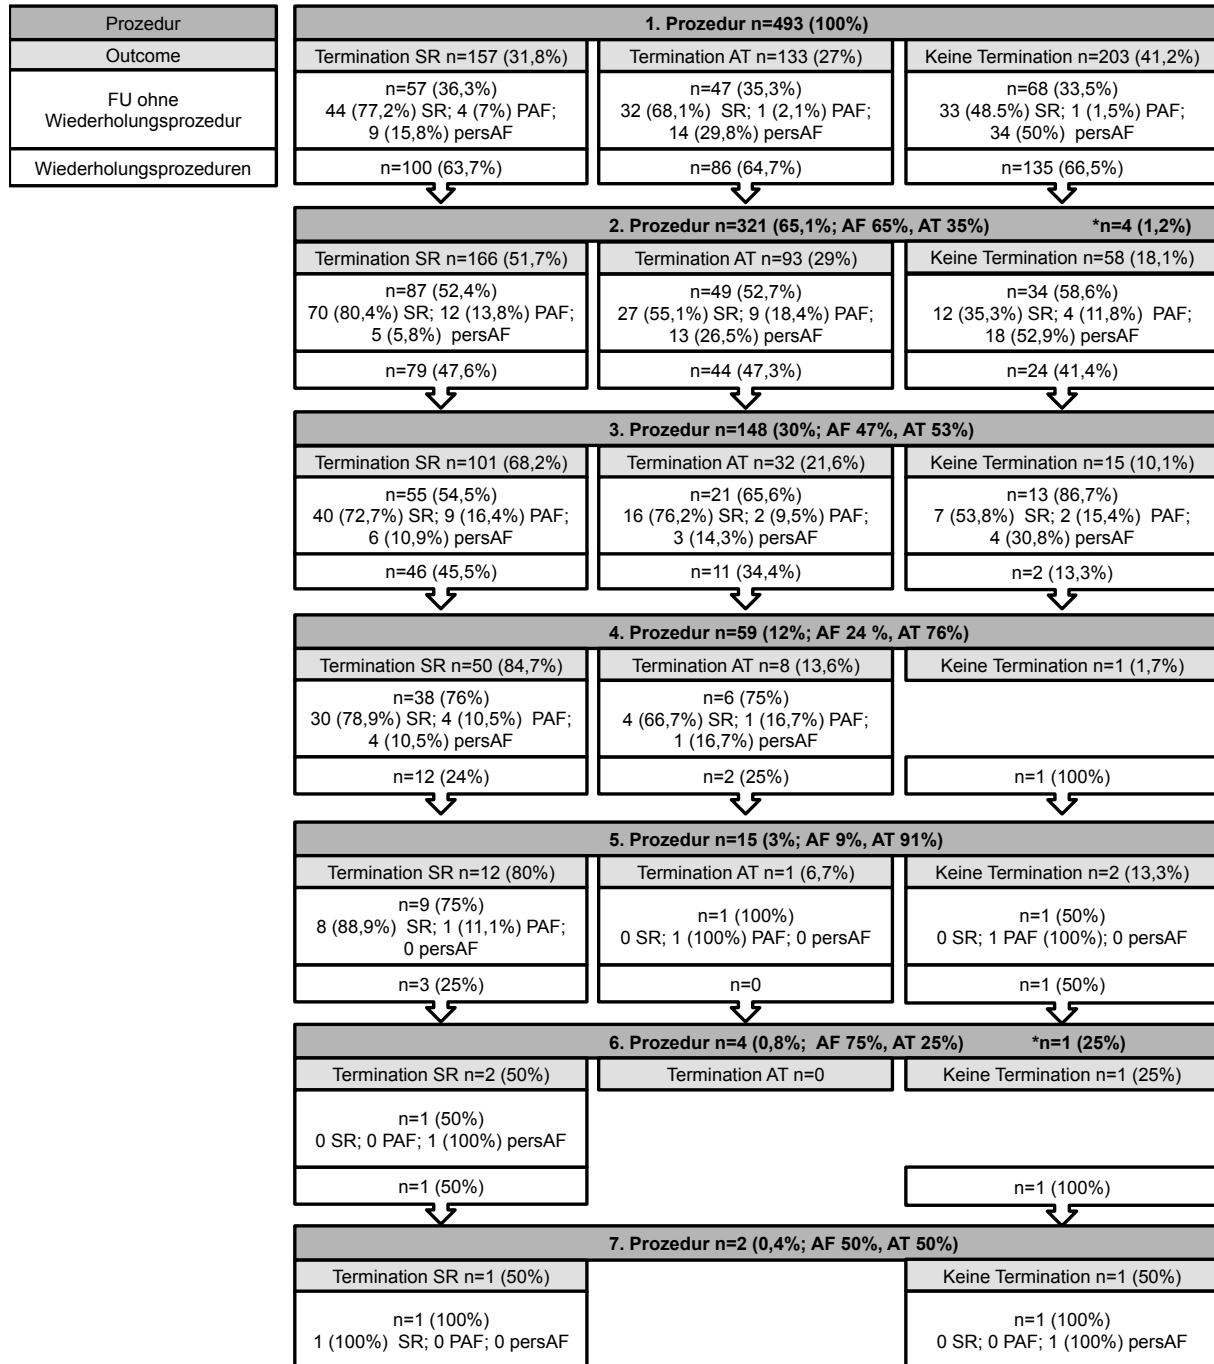 Prozedur
Outcome
FU ohne
Wiederholungsprozedur
Wiederholungsprozeduren
1. Prozedur n=493 (100%)
Termination SR n=157 (31,8%)
Termination AT n=133 (27%)
Keine Termination n=203 (41,2%)
n=57 (36,3%)
44 (77,2%) SR; 4 (7%) PAF;
9 (15,8%) persAF
n=47 (35,3%)
32 (68,1%) SR; 1 (2,1%) PAF;
14 (29,8%) persAF
n=68 (33,5%)
33 (48.5%) SR; 1 (1,5%) PAF;
34 (50%) persAF
n=100 (63,7%)
n=86 (64,7%)
n=135 (66,5%)
2. Prozedur n=321 (65,1%; AF 65%, AT 35%) *n=4 (1,2%)
Termination SR n=166 (51,7%)
Termination AT n=93 (29%)
Keine Termination n=58 (18,1%)
n=87 (52,4%)
70 (80,4%) SR; 12 (13,8%) PAF;
5 (5,8%) persAF
n=49 (52,7%)
27 (55,1%) SR; 9 (18,4%) PAF;
13 (26,5%) persAF
n=34 (58,6%)
12 (35,3%) SR; 4 (11,8%) PAF;
18 (52,9%) persAF
n=79 (47,6%)
n=44 (47,3%)
n=24 (41,4%)
3. Prozedur n=148 (30%; AF 47%, AT 53%)
Termination SR n=101 (68,2%)
Termination AT n=32 (21,6%)
Keine Termination n=15 (10,1%)
n=55 (54,5%)
40 (72,7%) SR; 9 (16,4%) PAF;
6 (10,9%) persAF
n=21 (65,6%)
16 (76,2%) SR; 2 (9,5%) PAF;
3 (14,3%) persAF
n=13 (86,7%)
7 (53,8%) SR; 2 (15,4%) PAF;
4 (30,8%) persAF
n=46 (45,5%)
n=11 (34,4%)
n=2 (13,3%)
4. Prozedur n=59 (12%; AF 24 %, AT 76%)
Termination SR n=50 (84,7%)
Termination AT n=8 (13,6%)
Keine Termination n=1 (1,7%)
n=38 (76%)
30 (78,9%) SR; 4 (10,5%) PAF;
4 (10,5%) persAF
n=6 (75%)
4 (66,7%) SR; 1 (16,7%) PAF;
1 (16,7%) persAF
n=12 (24%)
n=2 (25%)
n=1 (100%)
5. Prozedur n=15 (3%; AF 9%, AT 91%)
Termination SR n=12 (80%)
Termination AT n=1 (6,7%)
Keine Termination n=2 (13,3%)
n=9 (75%)
8 (88,9%) SR; 1 (11,1%) PAF;
0 persAF
n=1 (100%)
0 SR; 1 (100%) PAF; 0 persAF
n=1 (50%)
0 SR; 1 PAF (100%); 0 persAF
n=3 (25%)
n=0
n=1 (50%)
6. Prozedur n=4 (0,8%; AF 75%, AT 25%) *n=1 (25%)
Termination SR n=2 (50%)
Termination AT n=0
Keine Termination n=1 (25%)
n=1 (50%)
0 SR; 0 PAF; 1 (100%) persAF
n=1 (50%)
n=1 (100%)
7. Prozedur n=2 (0,4%; AF 50%, AT 50%)
Termination SR n=1 (50%)
Keine Termination n=1 (50%)
n=1 (100%)
1 (100%) SR; 0 PAF; 0 persAF
n=1 (100%)
0 SR; 0 PAF; 1 (100%) persAF